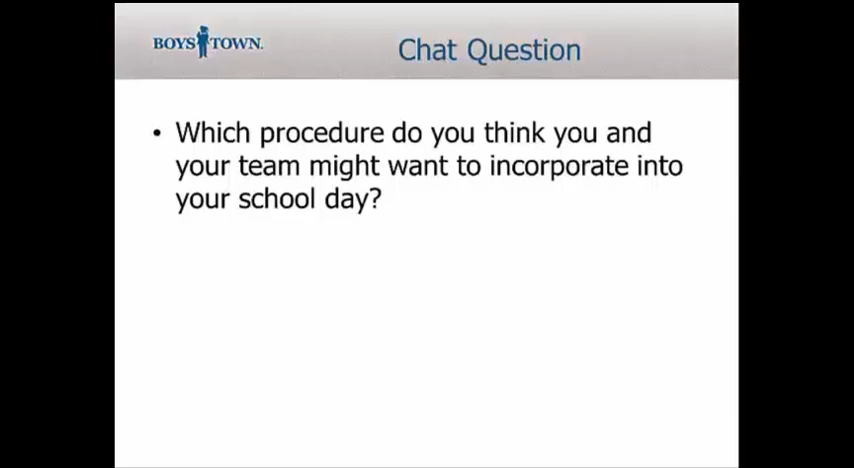 BOYS TOWN.
Chat Question
• Which procedure do you think you and
your team might want to incorporate into
your school day?